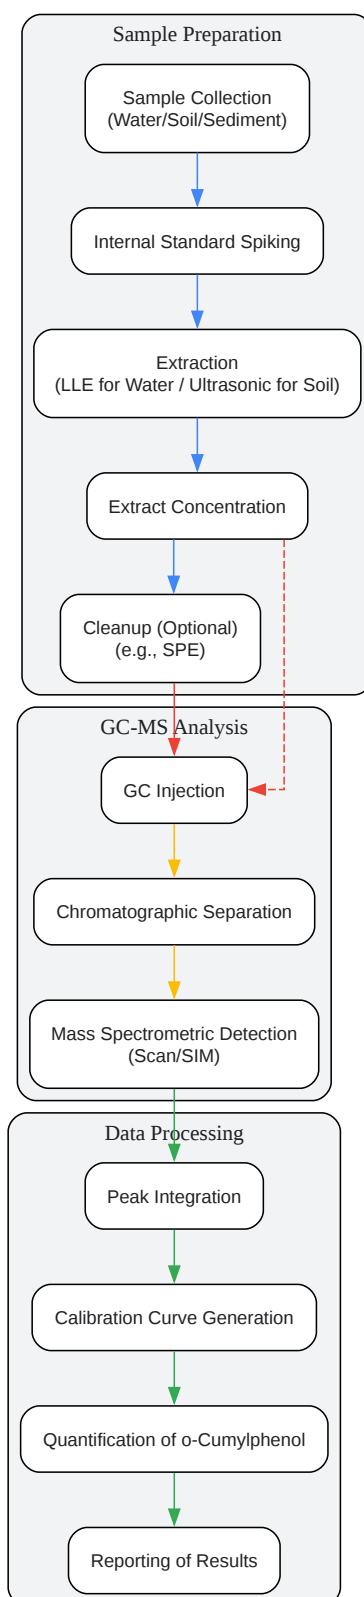 Sample Preparation
Sample Collection
(Water/Soil/Sediment)
Internal Standard Spiking
Extraction
(LLE for Water / Ultrasonic for Soil)
Extract Concentration
Cleanup (Optional)
(e.g., SPE)
GC-MS Analysis
GC Injection
Chromatographic Separation
Mass Spectrometric Detection
(Scan/SIM)
Data Processing
Peak Integration
Calibration Curve Generation
Quantification of o-Cumylphenol
Reporting of Results